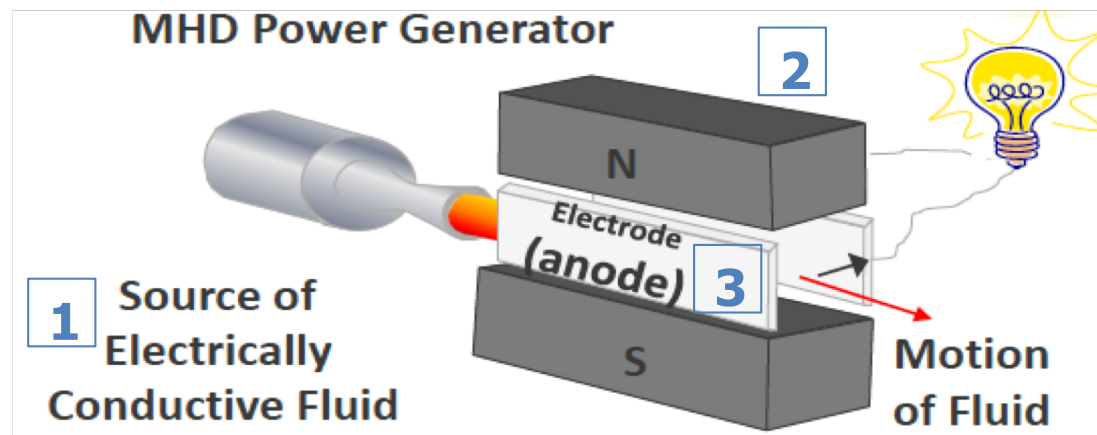 MHD Power Generator
2
N
Electrode
(anode)
3
1
Source of
Electrically
Conductive Fluid
S
Motion
of Fluid